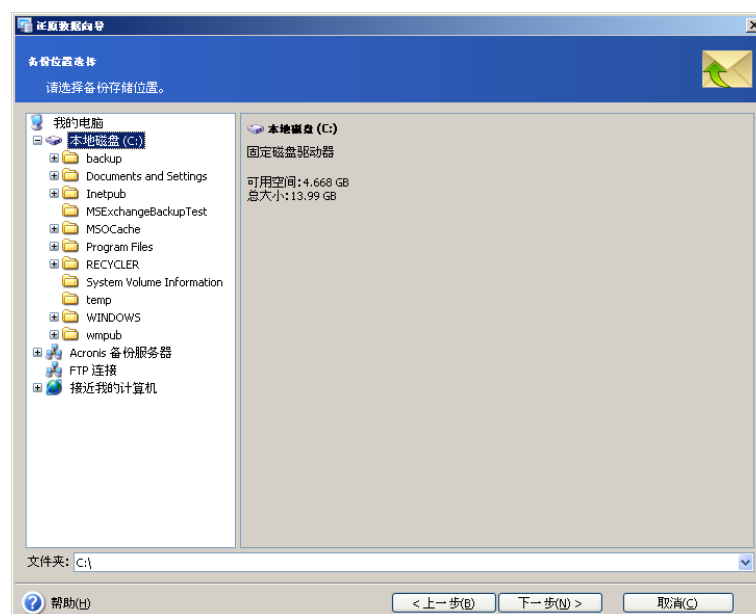 还原数据向导
备份位置选择
请选择备份存储位置。
我的电脑
本地磁盘 (C:)
backup
Documents and Settings
Inetpub
MSExchangeBackupTest
MSOCache
Program Files
RECYCLER
System Volume Information
temp
WINDOWS
wmpub
Acronis 备份服务器
FTP 连接
接近我的计算机
本地磁盘 (C:)
固定磁盘驱动器
可用空间:4.668 GB
总大小:13.99 GB
文件夹: C:\
帮助(H)
< 上一步(B)
下一步(N) >
取消(C)